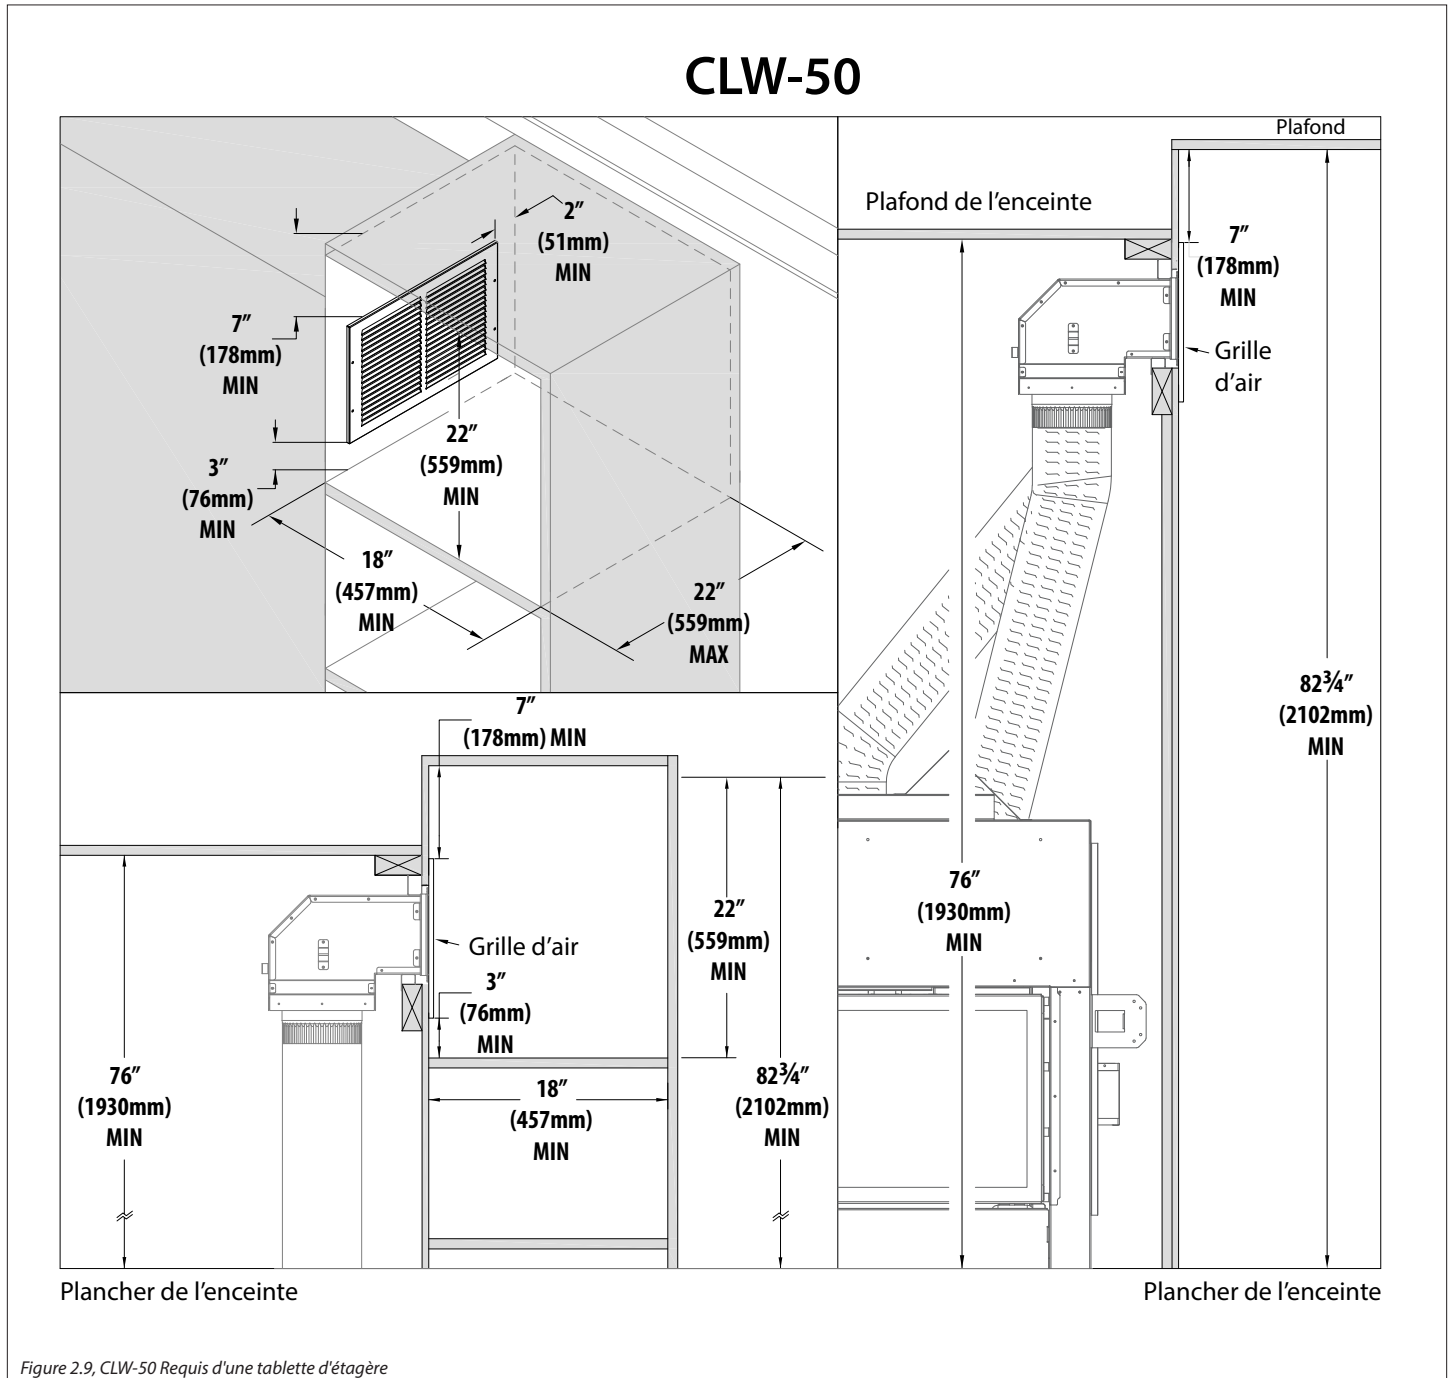 CLW-50
2”
(51mm)
MIN
7”
(178mm)
MIN
3”
(76mm)
MIN
22”
(559mm)
MIN
18”
(457mm)
MIN
22”
(559mm)
MAX
Plafond
Plafond de l’enceinte
7”
(178mm)
MIN
Grille
d’air
76”
(1930mm)
MIN
82¾”
(2102mm)
MIN
7”
(178mm) MIN
Grille d’air
3”
(76mm)
MIN
22”
(559mm)
MIN
76”
(1930mm)
MIN
18”
(457mm)
MIN
82¾”
(2102mm)
MIN
Plancher de l’enceinte
Plancher de l’enceinte
Figure 2.9, CLW-50 Requis d'une tablette d'étagère